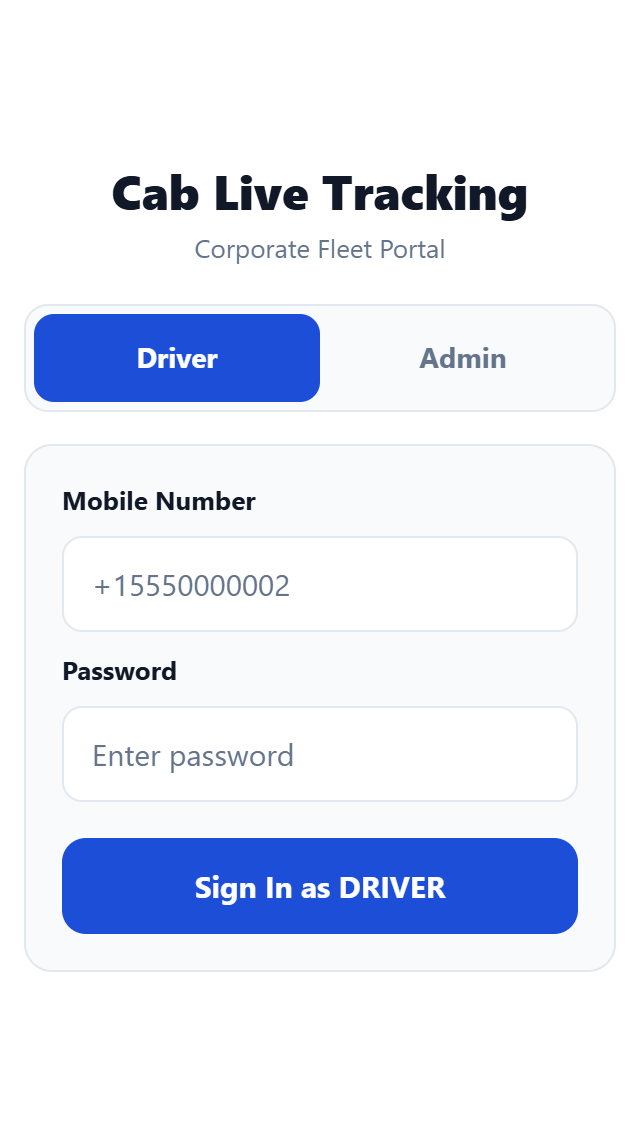 Cab Live Tracking
Corporate Fleet Portal
Driver
Admin
Mobile Number
+15550000002
Password
Enter password
Sign In as DRIVER